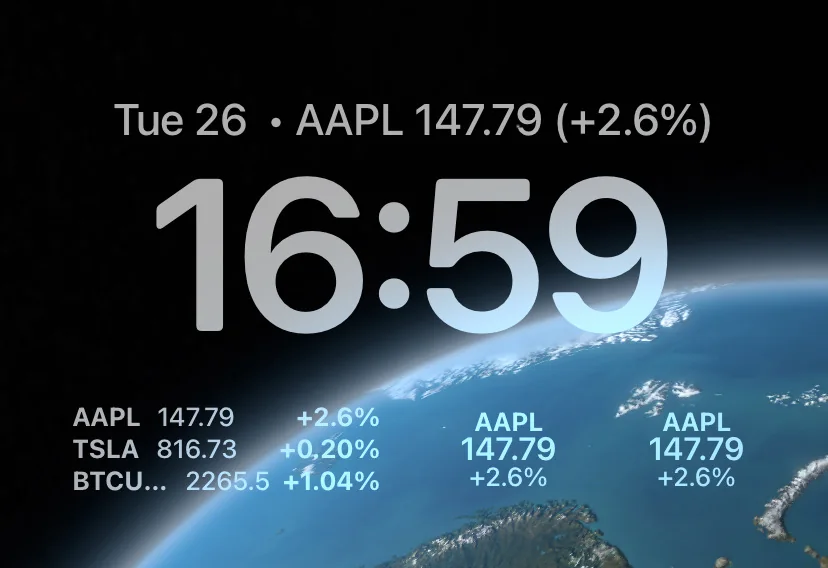 Tue 26 • AAPL 147.79 (+2.6%)
16:59
AAPL 147.79 +2.6%
TSLA 816.73 +0,20%
BTCU... 2265.5 +1.04%
AAPL
147.79
+2.6%
AAPL
147.79
+2.6%